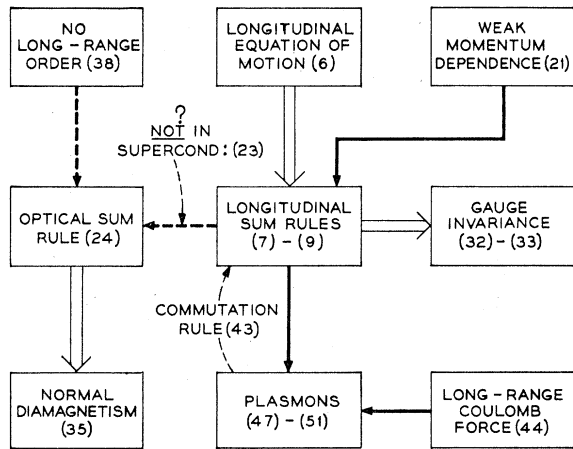 NO
LONG-RANGE
ORDER (38)
LONGITUDINAL
EQUATION OF
MOTION (6)
WEAK
MOMENTUM
DEPENDENCE (21)
?
NOT IN
SUPERCOND: (23)
OPTICAL SUM
RULE (24)
LONGITUDINAL
SUM RULES
(7) - (9)
GAUGE
INVARIANCE
(32) - (33)
COMMUTATION
RULE (43)
NORMAL
DIAMAGNETISM
(35)
PLASMONS
(47) - (51)
LONG-RANGE
COULOMB
FORCE (44)